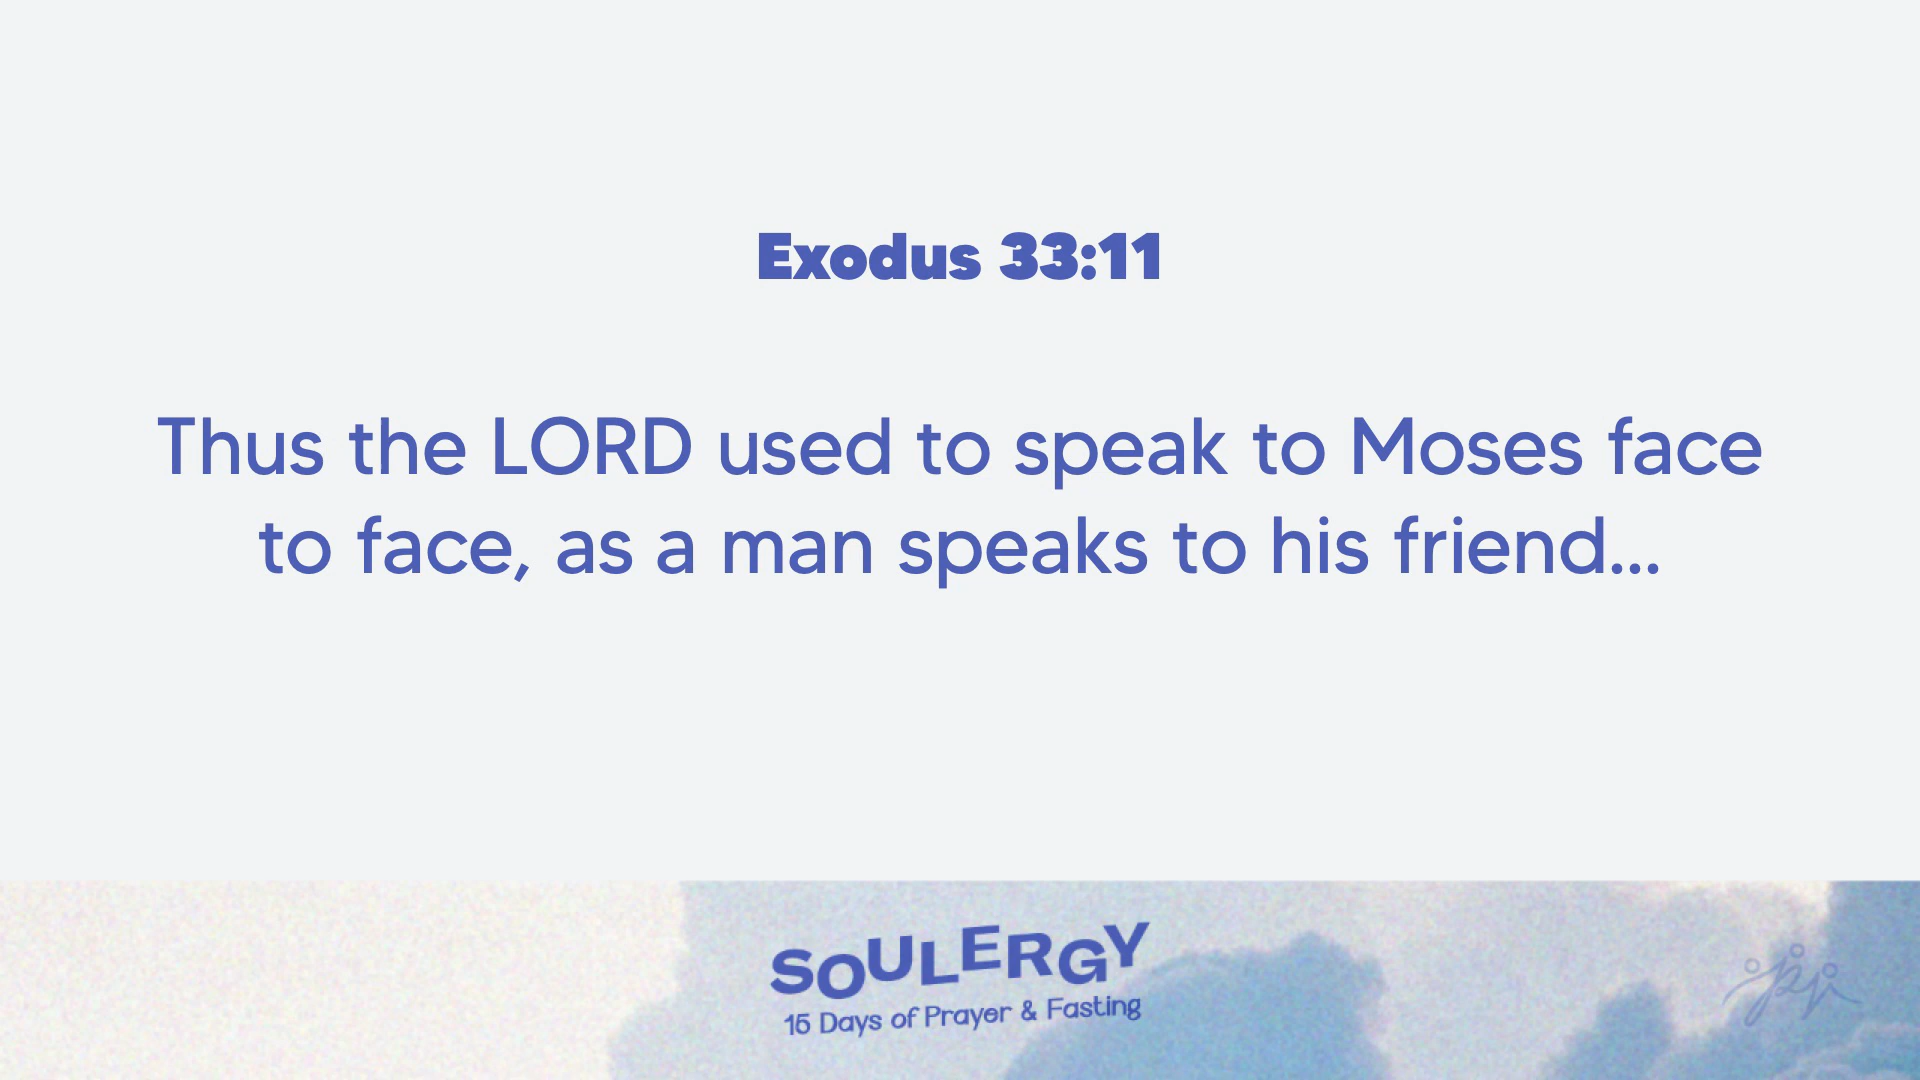 Exodus 33:11
Thus the LORD used to speak to Moses face
to face, as a man speaks to his friend...
SOULERGY
15 Days of Prayer & Fasting